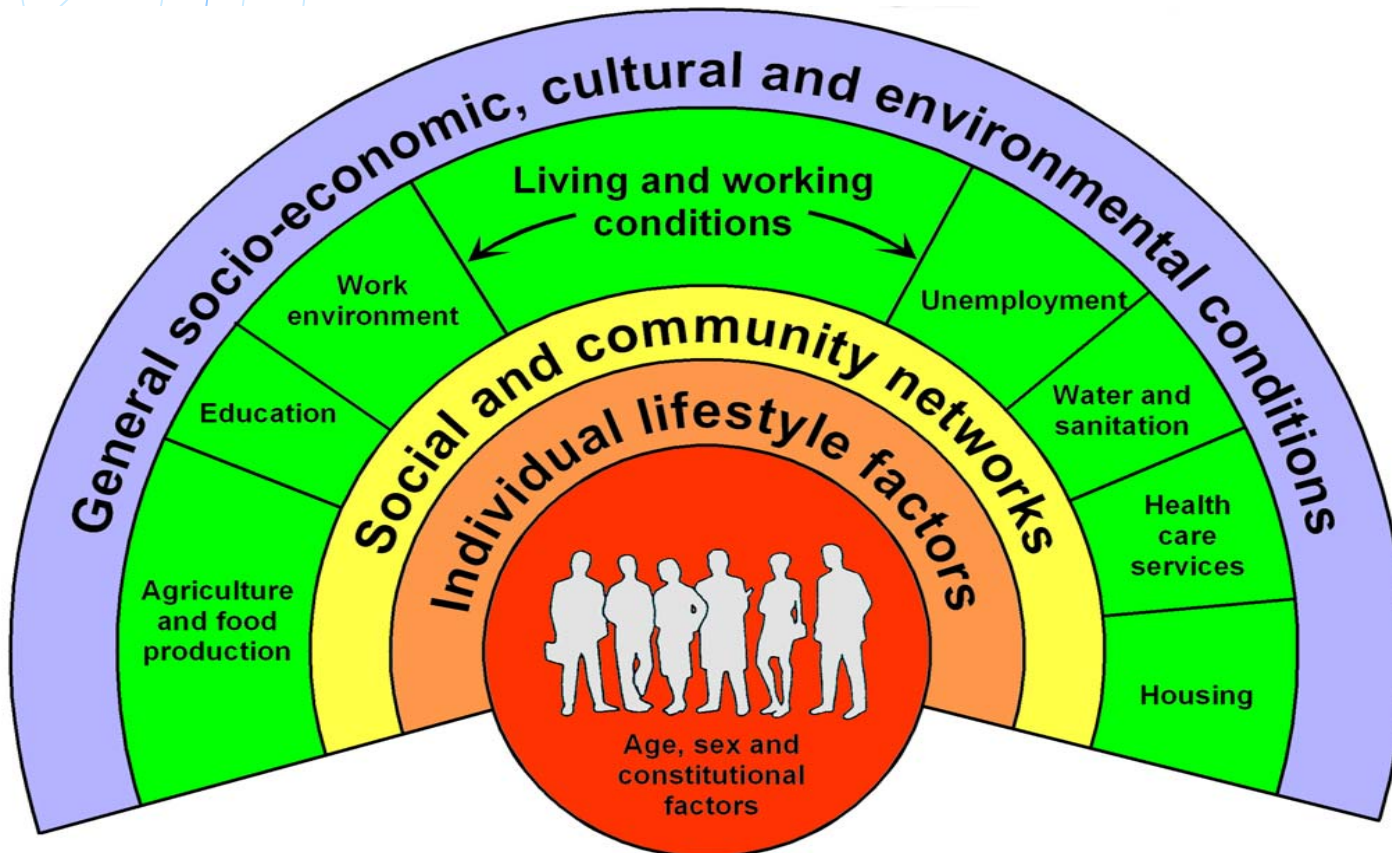 General socio-economic, cultural and environmental conditions
Living and working
conditions
Work
environment
Unemployment
Education
Water and
sanitation
Agriculture
and food
production
Health
care
services
Housing
Social and community networks
Individual lifestyle factors
Age, sex and
constitutional
factors